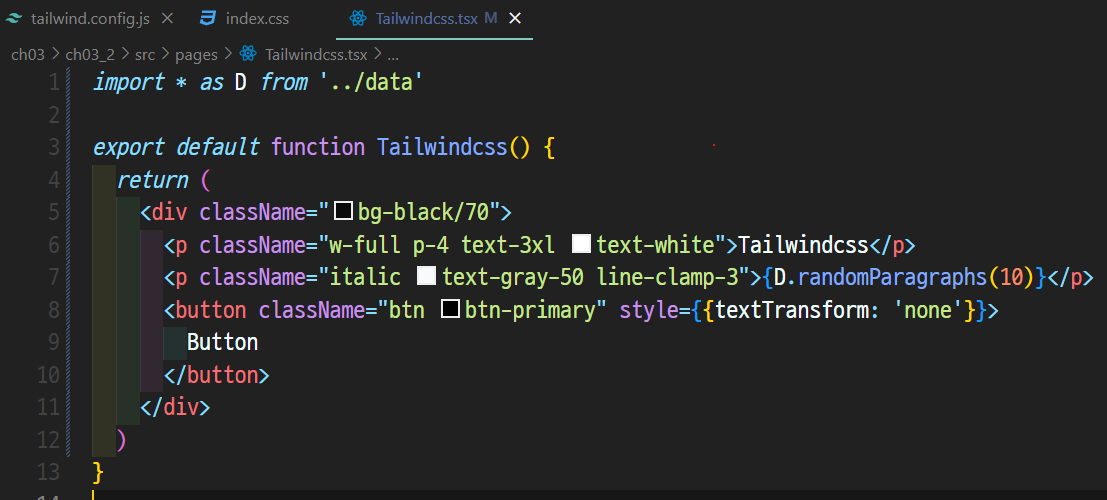 tailwind.config.js index.css Tailwindcss.tsx M
ch03 > ch03_2 > src > pages > Tailwindcss.tsx > ...
1 import * as D from '../data'
2
3 export default function Tailwindcss() {
4 return (
5 <div className="bg-black/70">
6 <p className="w-full p-4 text-3xl text-white">Tailwindcss</p>
7 <p className="italic text-gray-50 line-clamp-3">{D.randomParagraphs(10)}</p>
8 <button className="btn btn-primary" style={{textTransform: 'none'}}>
9 Button
10 </button>
11 </div>
12 )
13 }
14